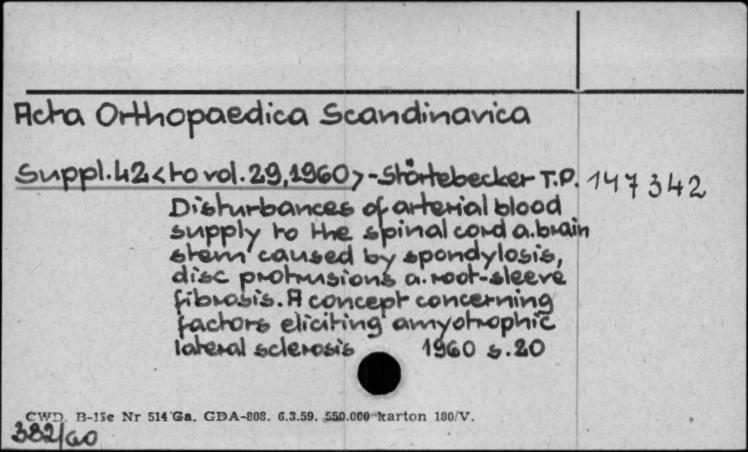 Acta Orthopaedica Scandinavica
Suppl.42<to vol.29,1960>-Störtebecker T.P. 147342
Disturbances of arterial blood
supply to the spinal cord a.brain
stem caused by spondylosis,
disc protrusions a. root-sleeve
fibrosis. A concept concerning
factors eliciting amyotrophic
lateral sclerosis 1960 s.20
CWD. B-15c Nr 514 Ga. GDA-808. 6.3.59. 550.000 karton 180/V.
382/60